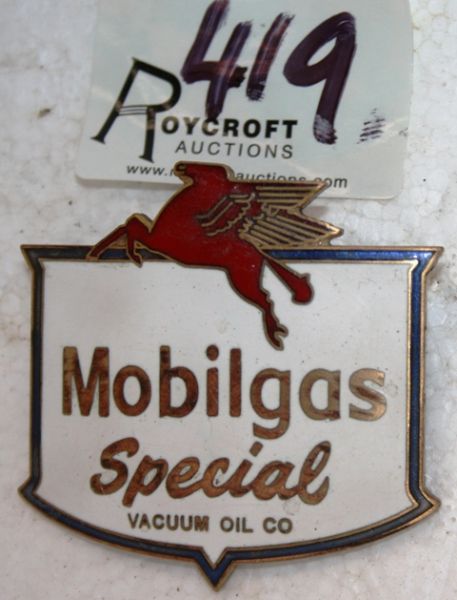 419
ROYCROFT
AUCTIONS
Mobilgas
Special
VACUUM OIL CO